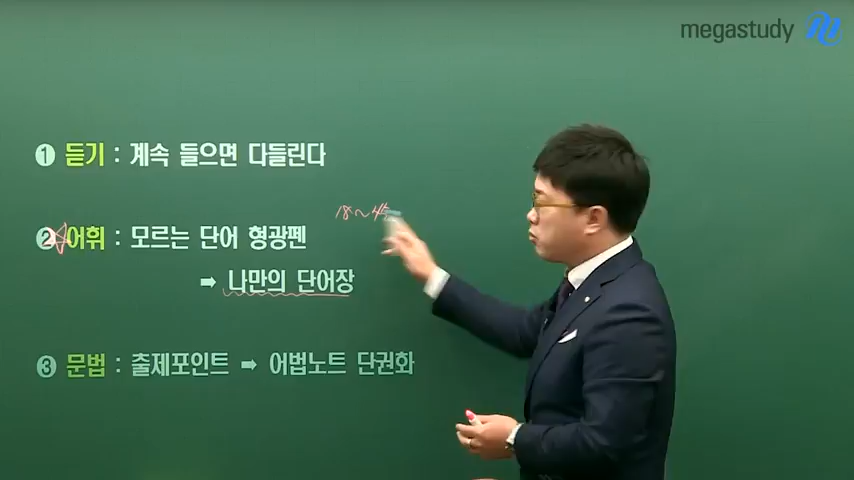 megastudy
① 듣기 : 계속 들으면 다들린다
18~45
② 어휘 : 모르는 단어 형광펜
➡ 나만의 단어장
③ 문법 : 출제포인트 ➡ 어법노트 단권화